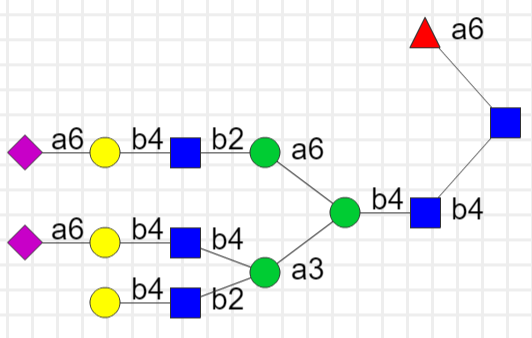 a6
a6 b4 b2 a6
b4 b4
a6 b4 b4
a3
b4 b2